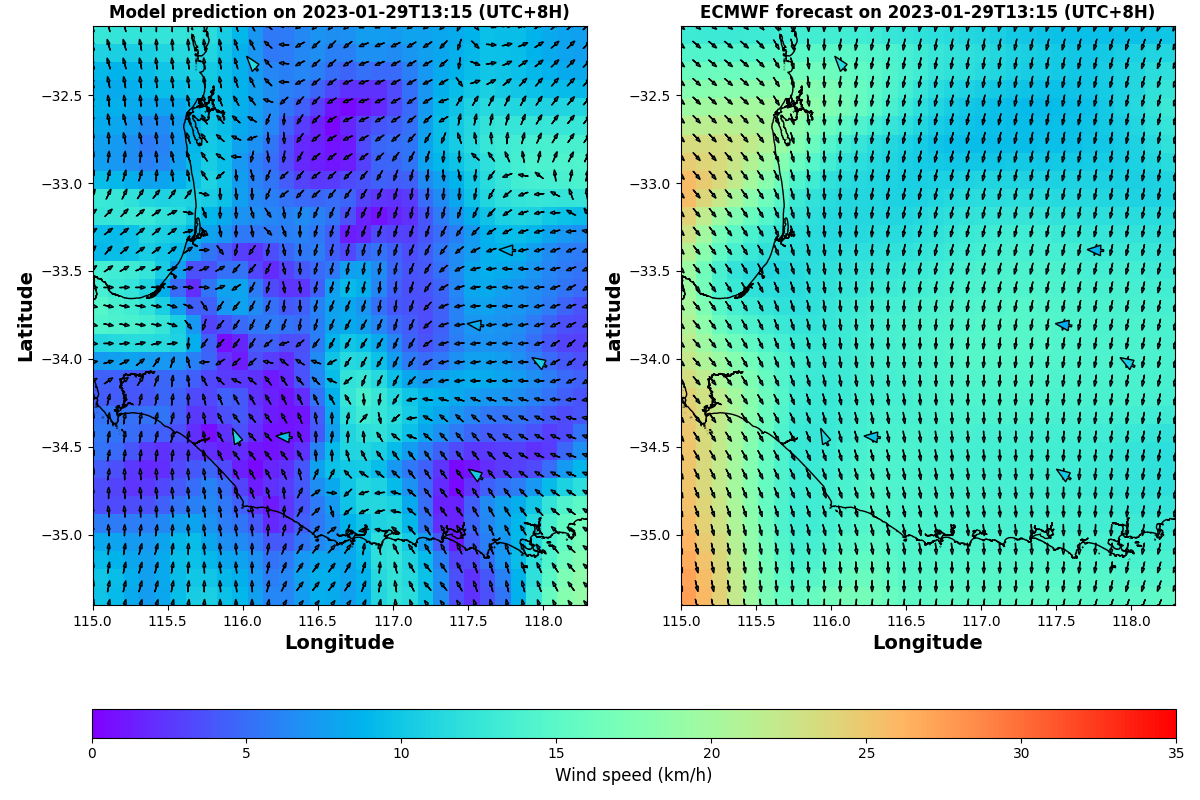 Model prediction on 2023-01-29T13:15 (UTC+8H)
ECMWF forecast on 2023-01-29T13:15 (UTC+8H)
Latitude
−32.5
−33.0
−33.5
−34.0
−34.5
−35.0
115.0 115.5 116.0 116.5 117.0 117.5 118.0
Longitude
Latitude
−32.5
−33.0
−33.5
−34.0
−34.5
−35.0
115.0 115.5 116.0 116.5 117.0 117.5 118.0
Longitude
0 5 10 15 20 25 30 35
Wind speed (km/h)